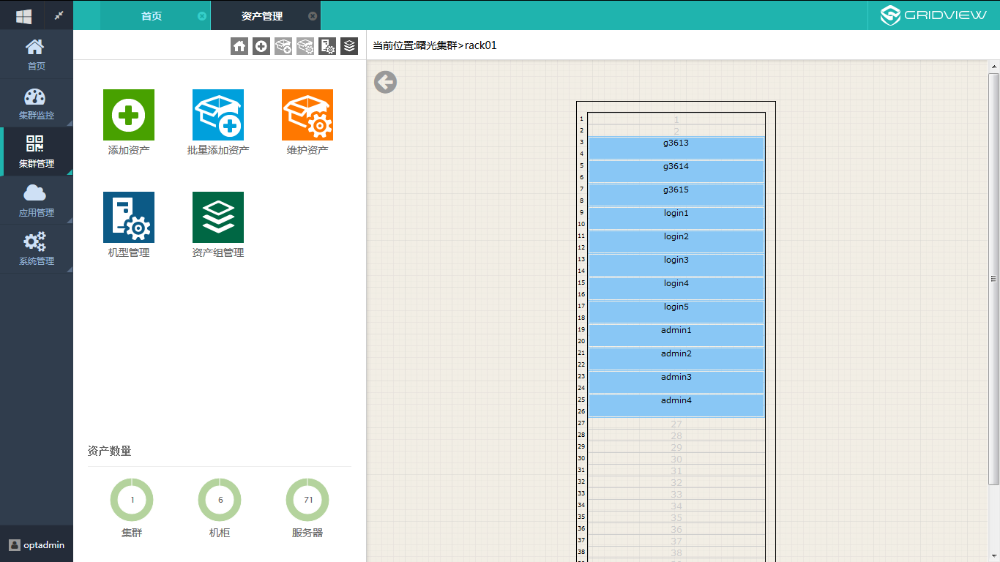 首页
资产管理
GRIDVIEW
首页
集群监控
集群管理
应用管理
系统管理
optadmin
添加资产
批量添加资产
维护资产
机型管理
资产组管理
资产数量
1
6
71
集群
机柜
服务器
当前位置:曙光集群>rack01
1 1
2 2
3 g3613
4
5 g3614
6
7 g3615
8
9 login1
10
11 login2
12
13 login3
14
15 login4
16
17 login5
18
19 admin1
20
21 admin2
22
23 admin3
24
25 admin4
26
27 27
28 28
29 29
30 30
31 31
32 32
33 33
34 34
35 35
36 36
37 37
38 38